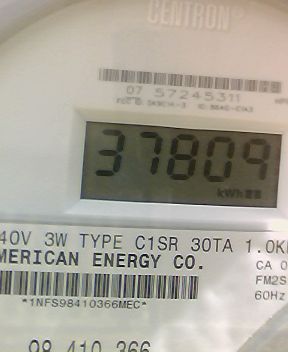 CENTRON®
07 57245311
37809
kWh
40V 3W TYPE C1SR 30TA 1.0K
MERICAN ENERGY CO.
CA 0
FM2S
*1NFS98410366MEC*
60Hz
98 410 366